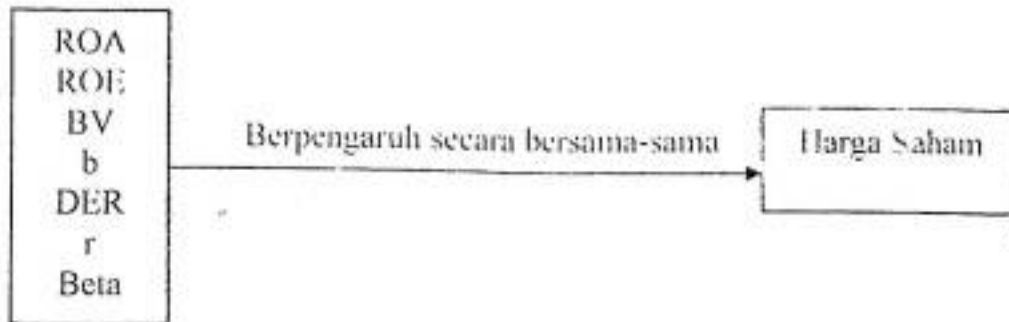 ROA
ROE
BV
b
DER
r
Beta
Berpengaruh secara bersama-sama
Harga Saham